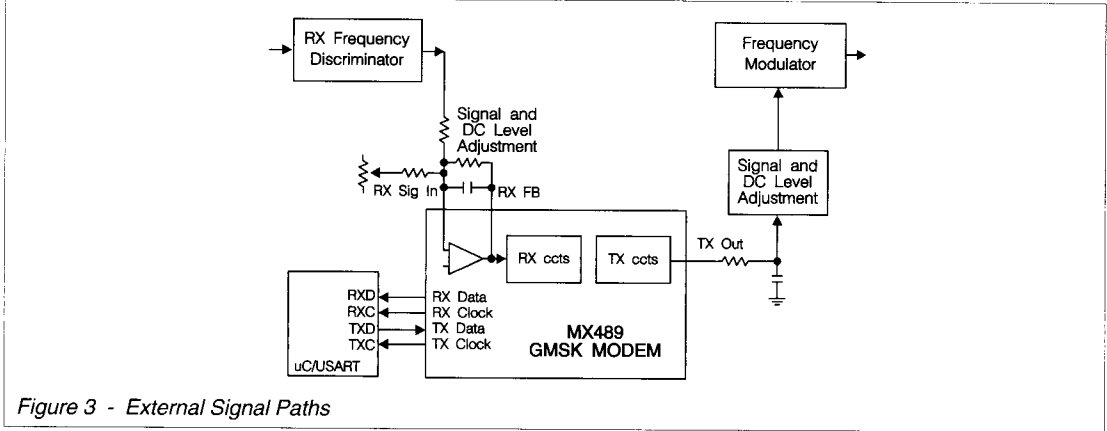 RX Frequency
Discriminator
Frequency
Modulator
Signal and
DC Level
Adjustment
Signal and
DC Level
Adjustment
RX Sig In
RX FB
TX Out
RX ccts
TX ccts
RXD
RXC
TXD
TXC
uC/USART
RX Data
RX Clock
TX Data
TX Clock
MX489
GMSK MODEM
Figure 3 - External Signal Paths